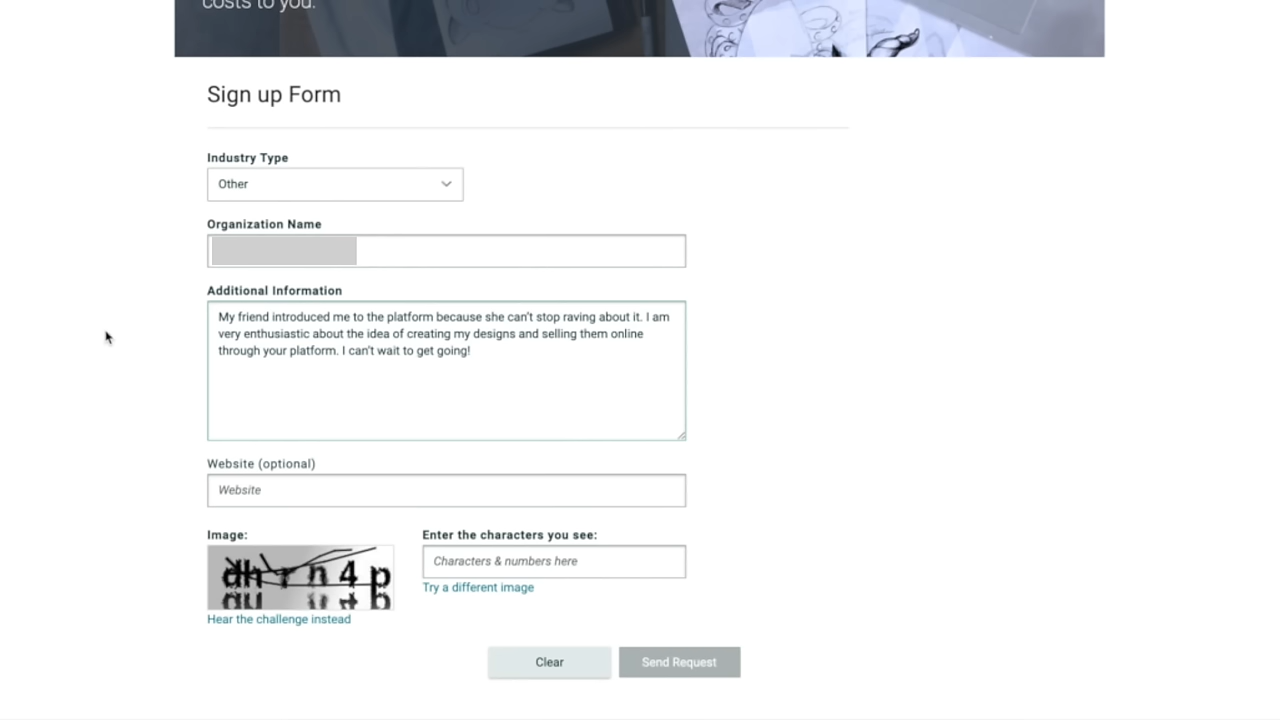 costs to you.
Sign up Form
Industry Type
Other
Organization Name
Additional Information
My friend introduced me to the platform because she can't stop raving about it. I am
very enthusiastic about the idea of creating my designs and selling them online
through your platform. I can't wait to get going!
Website (optional)
Website
Image:
Enter the characters you see:
Characters & numbers here
Try a different image
Hear the challenge instead
Clear
Send Request